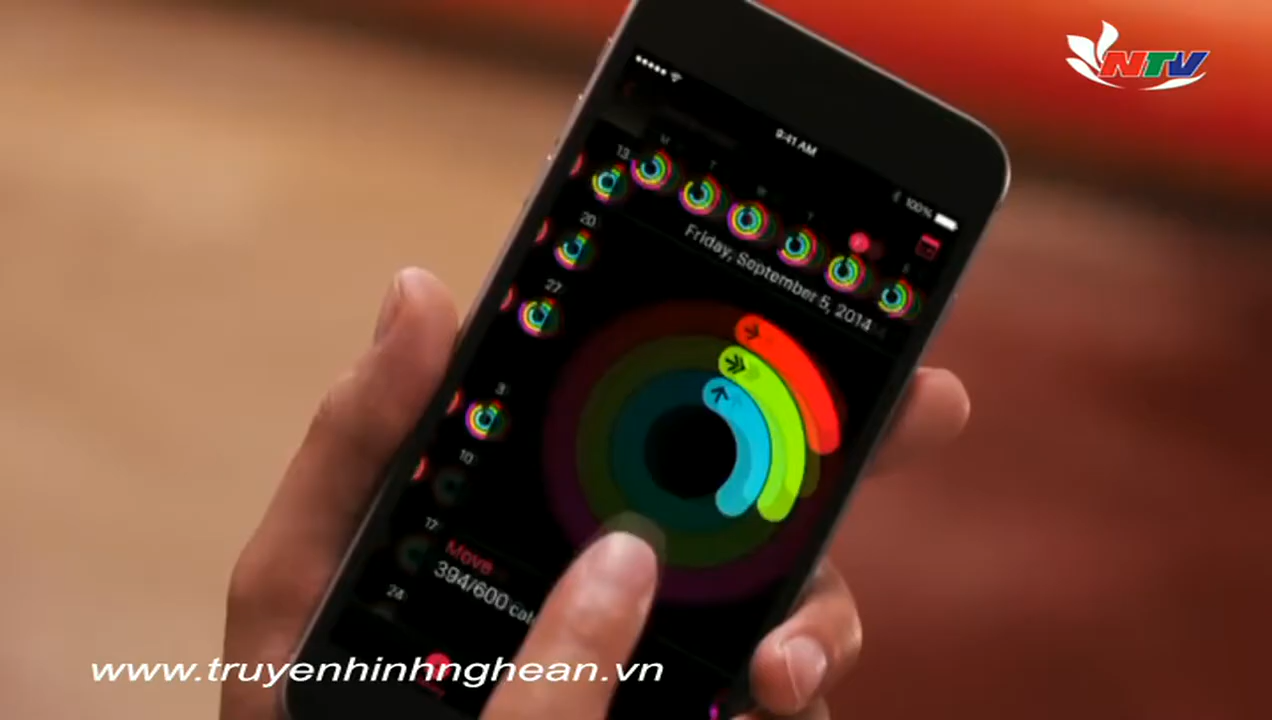 NTV
9:41 AM
100%
M
T
W
T
13
20
Friday, September 5, 2014
27
3
10
17
Move
394/600
24
www.truyenhinhnghean.vn